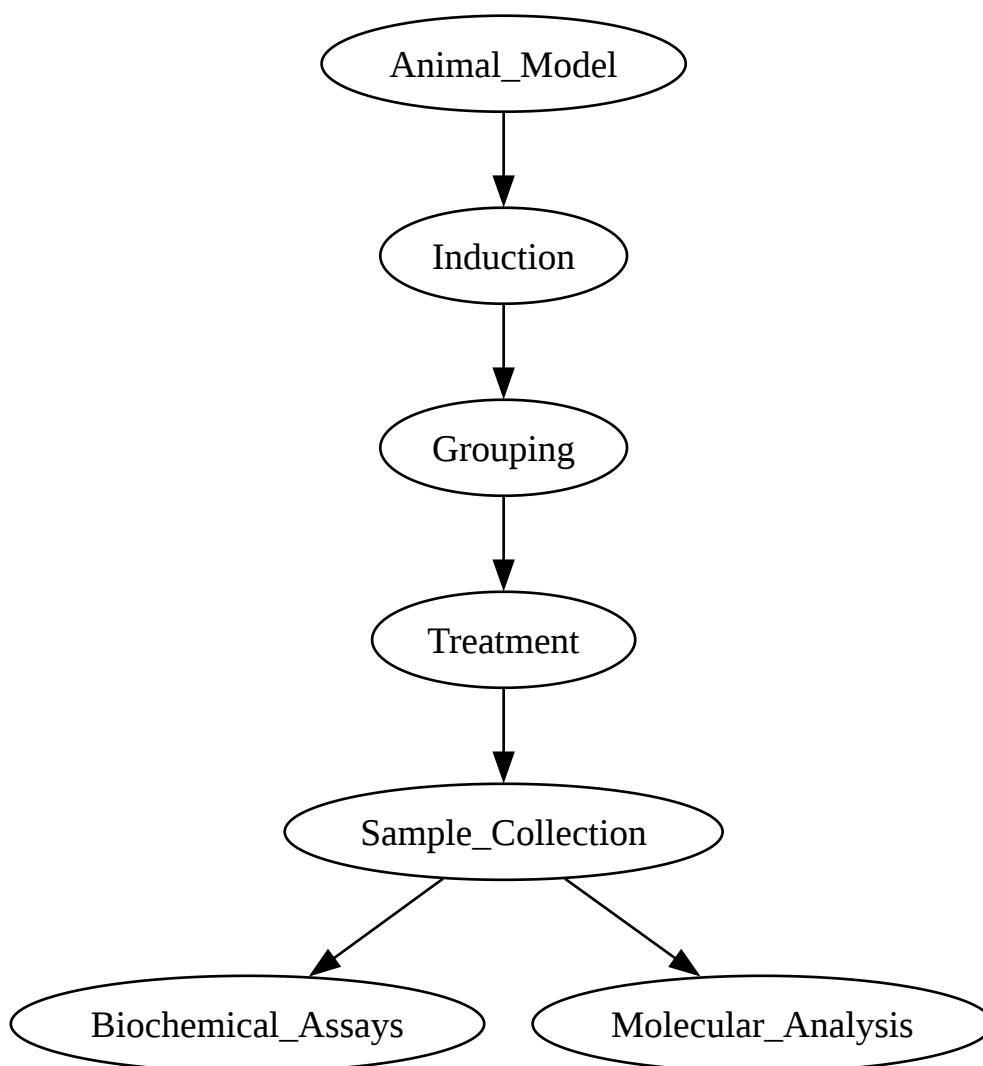 Animal_Model
Induction
Grouping
Treatment
Sample_Collection
Biochemical_Assays
Molecular_Analysis